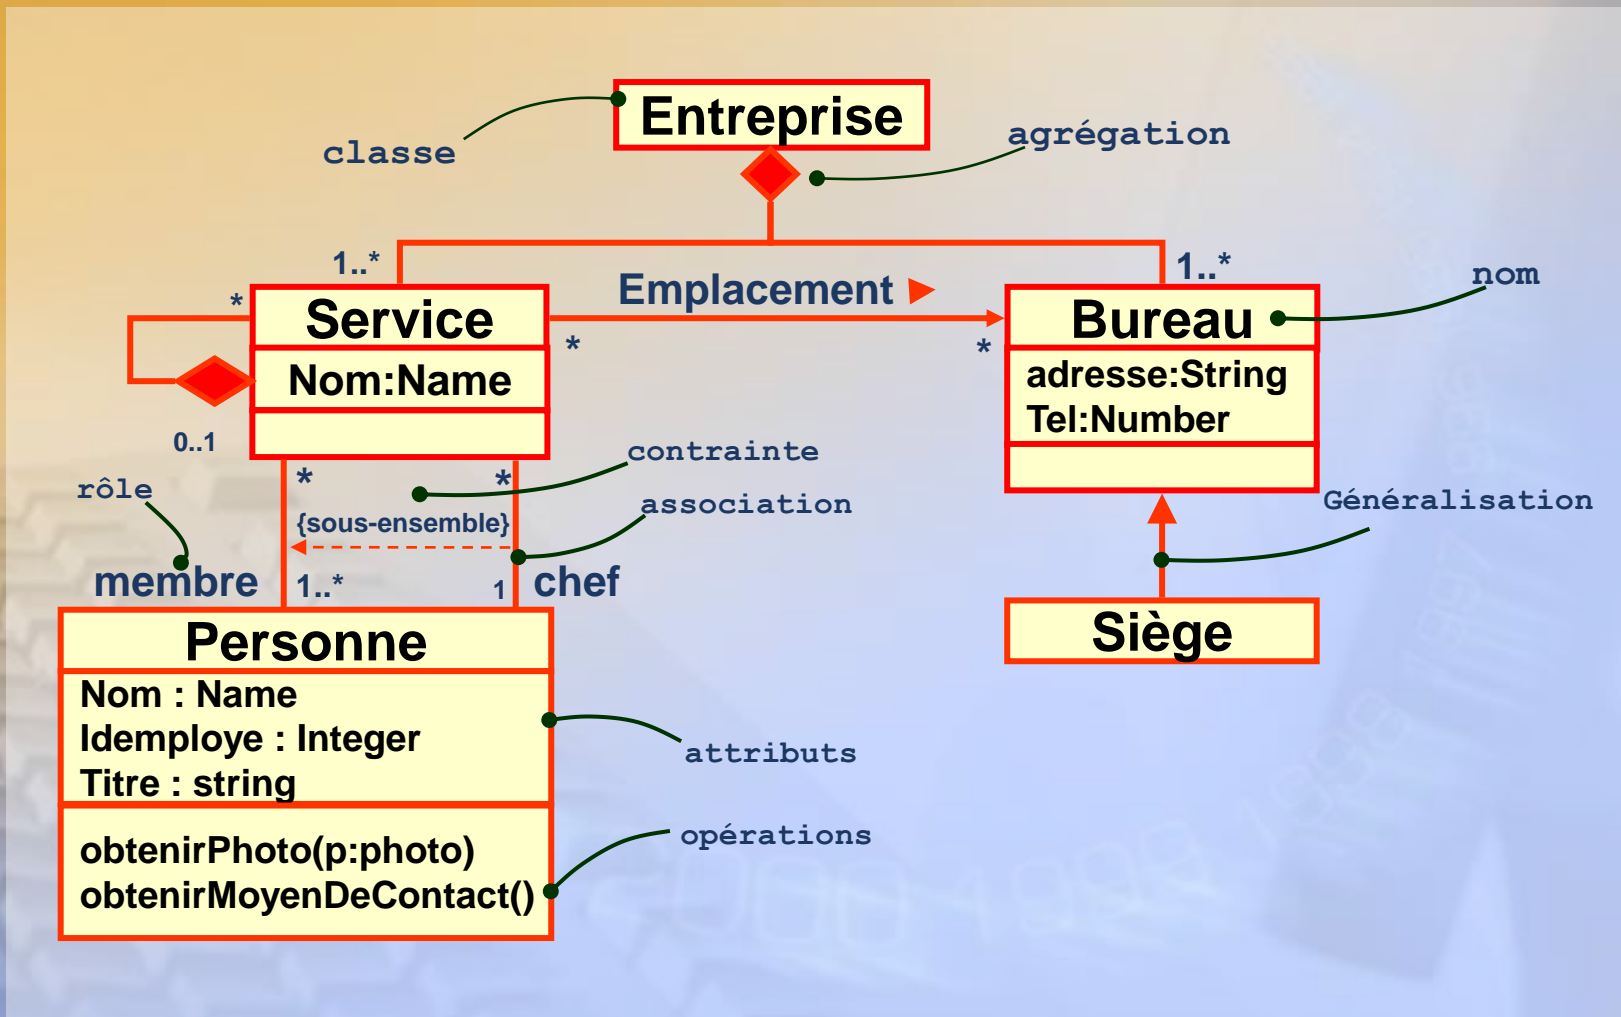 Entreprise
classe
agrégation
1..*
1..*
nom
*
Service
Emplacement
Bureau
*
*
Nom:Name
adresse:String
Tel:Number
0..1
contrainte
*
*
rôle
association
Généralisation
{sous-ensemble}
membre
1..*
1
chef
Personne
Siège
Nom : Name
Idemploye : Integer
Titre : string
attributs
opérations
obtenirPhoto(p:photo)
obtenirMoyenDeContact()